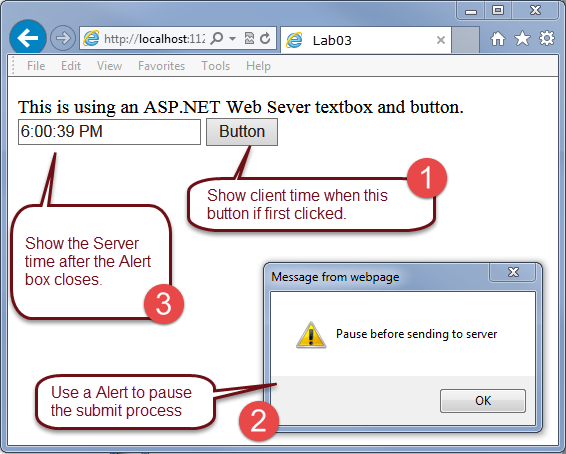 http://localhost:112
Lab03
File Edit View Favorites Tools Help
This is using an ASP.NET Web Sever textbox and button.
6:00:39 PM
Button
1
Show client time when this
button if first clicked.
Show the Server
time after the Alert
box closes.
3
Message from webpage
Pause before sending to server
OK
Use a Alert to pause
the submit process
2